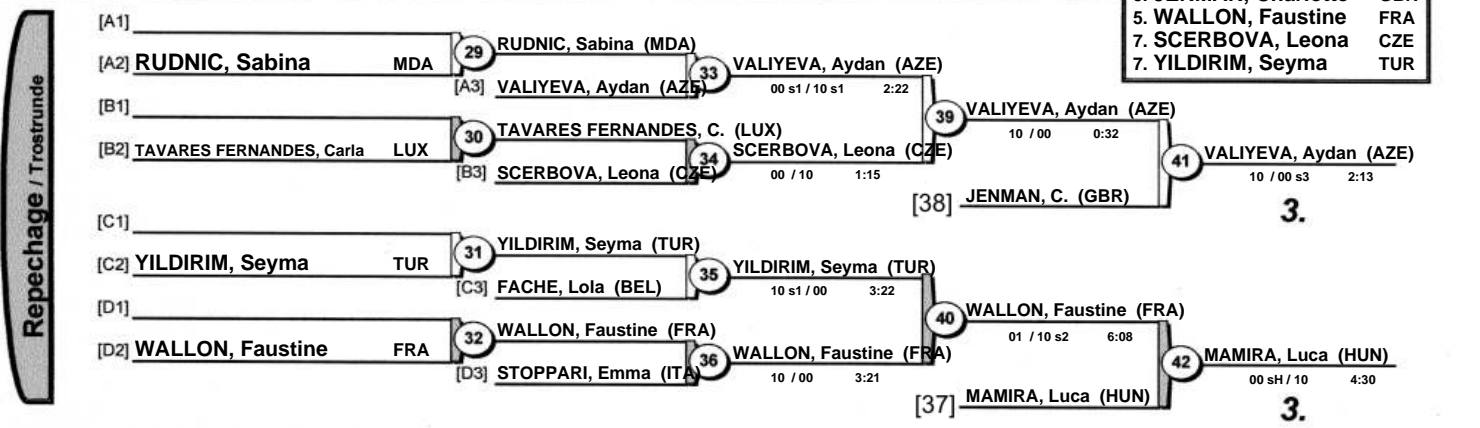 5. WALLON, Faustine FRA
7. SCERBOVA, Leona CZE
7. YILDIRIM, Seyma TUR
Repechage / Trostrunde
[A1]
[A2] RUDNIC, Sabina MDA
29
RUDNIC, Sabina (MDA)
[A3] VALIYEVA, Aydan (AZE)
33
VALIYEVA, Aydan (AZE)
00 s1 / 10 s1 2:22
[B1]
[B2] TAVARES FERNANDES, Carla LUX
30
TAVARES FERNANDES, C. (LUX)
[B3] SCERBOVA, Leona (CZE)
34
SCERBOVA, Leona (CZE)
00 / 10 1:15
39
VALIYEVA, Aydan (AZE)
10 / 00 0:32
[38] JENMAN, C. (GBR)
41
VALIYEVA, Aydan (AZE)
10 / 00 s3 2:13
3.
[C1]
[C2] YILDIRIM, Seyma TUR
31
YILDIRIM, Seyma (TUR)
[C3] FACHE, Lola (BEL)
35
YILDIRIM, Seyma (TUR)
10 s1 / 00 3:22
[D1]
[D2] WALLON, Faustine FRA
32
WALLON, Faustine (FRA)
[D3] STOPPARI, Emma (ITA)
36
WALLON, Faustine (FRA)
10 / 00 3:21
40
WALLON, Faustine (FRA)
01 / 10 s2 6:08
[37] MAMIRA, Luca (HUN)
42
MAMIRA, Luca (HUN)
00 sH / 10 4:30
3.